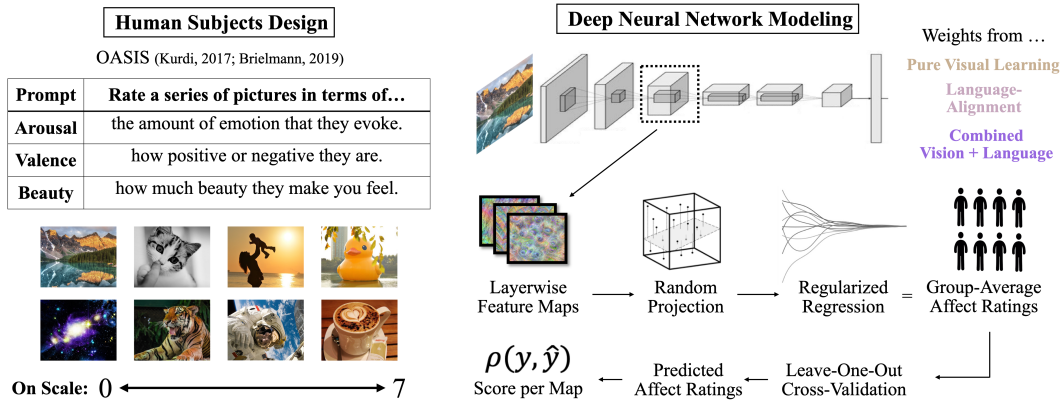 Human Subjects Design
OASIS (Kurdi, 2017; Brielmann, 2019)
Prompt Rate a series of pictures in terms of…
Arousal the amount of emotion that they evoke.
Valence how positive or negative they are.
Beauty how much beauty they make you feel.
On Scale: 0 7
Deep Neural Network Modeling
Weights from …
Pure Visual Learning
Language-
Alignment
Combined
Vision + Language
Layerwise
Feature Maps
Random
Projection
Regularized
Regression
=
Group-Average
Affect Ratings
Leave-One-Out
Cross-Validation
Predicted
Affect Ratings
ρ(y, ŷ)
Score per Map